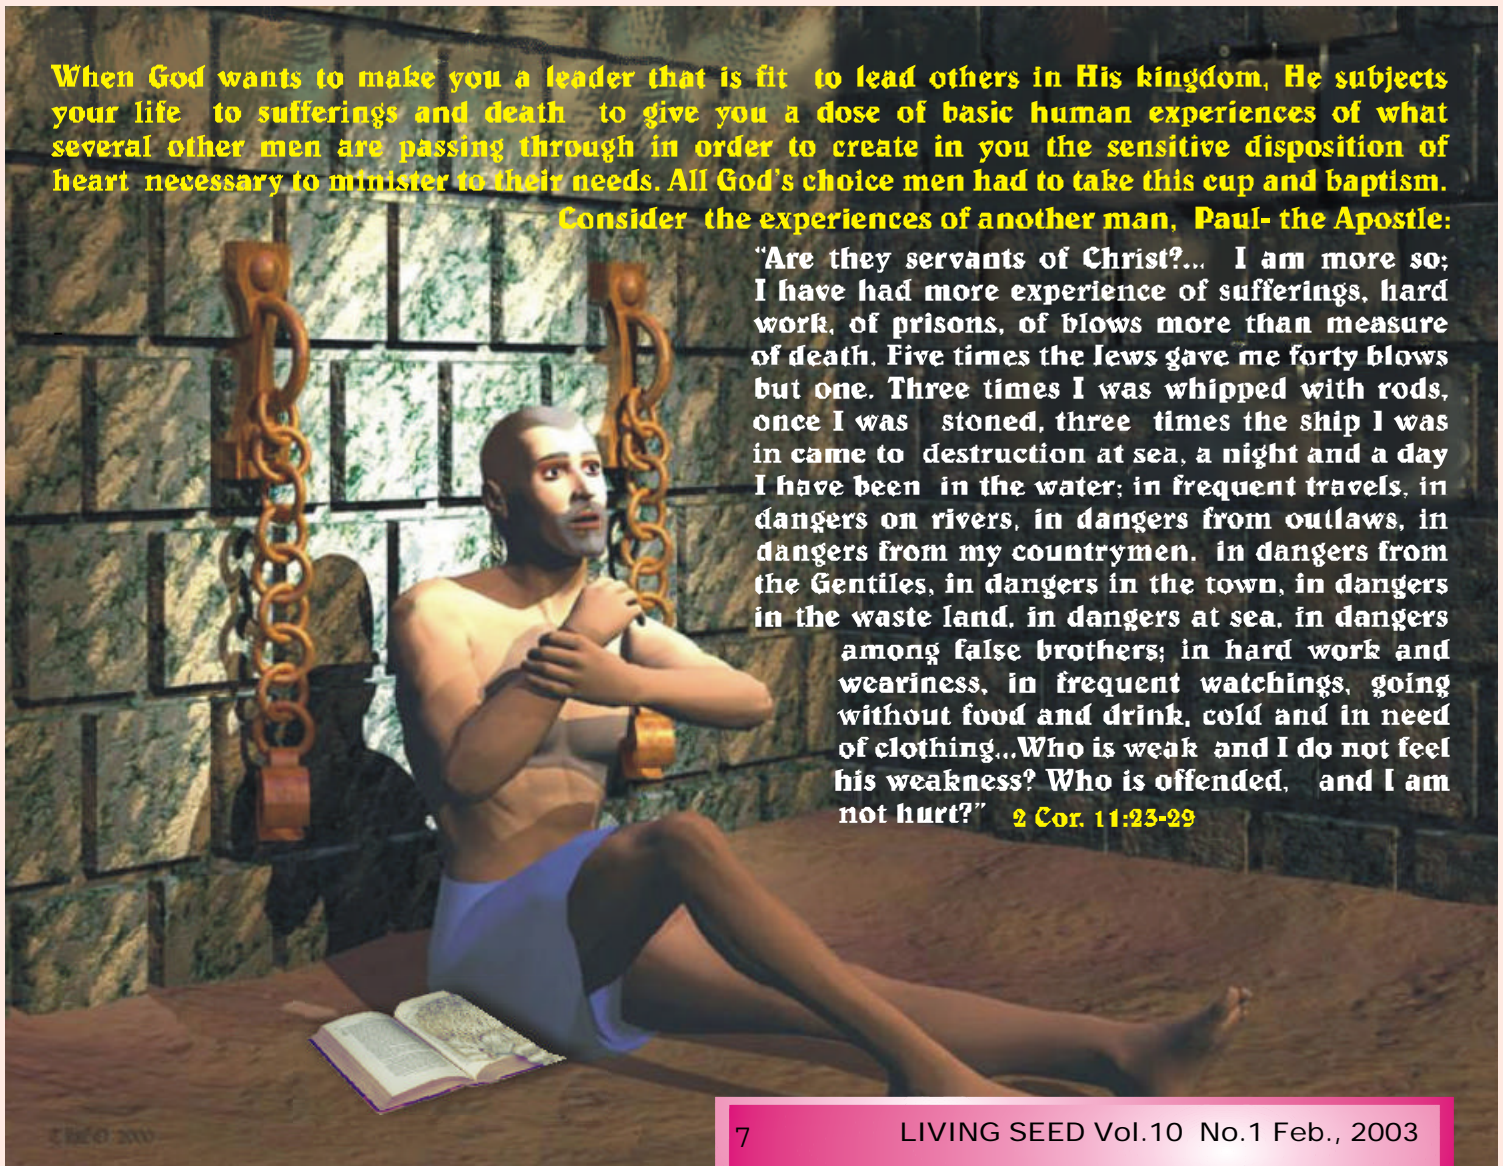 When God wants to make you a leader that is fit to lead others in His kingdom, He subjects
your life to sufferings and death to give you a dose of basic human experiences of what
several other men are passing through in order to create in you the sensitive disposition of
heart necessary to minister to their needs. All God's choice men had to take this cup and baptism.
Consider the experiences of another man, Paul- the Apostle:
"Are they servants of Christ?... I am more so;
I have had more experience of sufferings, hard
work, of prisons, of blows more than measure
of death. Five times the Jews gave me forty blows
but one. Three times I was whipped with rods,
once I was stoned, three times the ship I was
in came to destruction at sea, a night and a day
I have been in the water; in frequent travels, in
dangers on rivers, in dangers from outlaws, in
dangers from my countrymen. in dangers from
the Gentiles, in dangers in the town, in dangers
in the waste land, in dangers at sea, in dangers
among false brothers; in hard work and
weariness, in frequent watchings, going
without food and drink, cold and in need
of clothing...Who is weak and I do not feel
his weakness? Who is offended, and I am
not hurt?" 2 Cor. 11:23-29
2000
7 LIVING SEED Vol.10 No.1 Feb., 2003